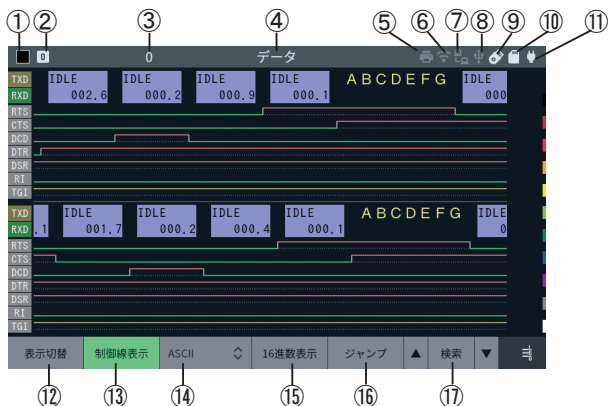 ① ② ③ ④ ⑤ ⑥ ⑦ ⑧ ⑨ ⑩ ⑪
0 0 データ
TXD IDLE IDLE IDLE IDLE ABCDEFG IDLE
RXD 002.6 000.2 000.9 000.1 000
RTS
CTS
DCD
DTR
DSR
RI
TGI
TXD IDLE IDLE IDLE IDLE ABCDEFG IDLE
RXD .1 001.7 000.2 000.4 000.1 0
RTS
CTS
DCD
DTR
DSR
RI
TGI
表示切替 制御線表示 ASCII 16進数表示 ジャンプ ▲ 検索 ▼
⑫ ⑬ ⑭ ⑮ ⑯ ⑰